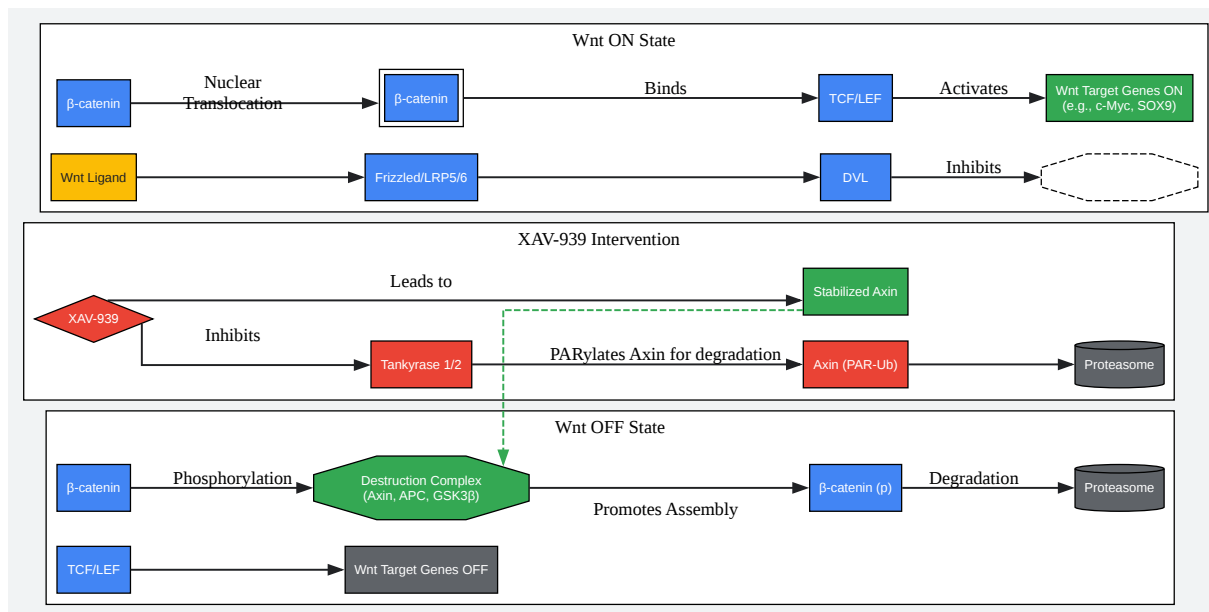 Wnt ON State
Nuclear
Translocation
β-catenin
β-catenin
Binds
TCF/LEF
Activates
Wnt Target Genes ON
(e.g., c-Myc, SOX9)
Wnt Ligand
Frizzled/LRP5/6
DVL
Inhibits
XAV-939 Intervention
Leads to
Stabilized Axin
XAV-939
Inhibits
Tankyrase 1/2
PARylates Axin for degradation
Axin (PAR-Ub)
Proteasome
Wnt OFF State
β-catenin
Phosphorylation
Destruction Complex
(Axin, APC, GSK3β)
Promotes Assembly
β-catenin (p)
Degradation
Proteasome
TCF/LEF
Wnt Target Genes OFF